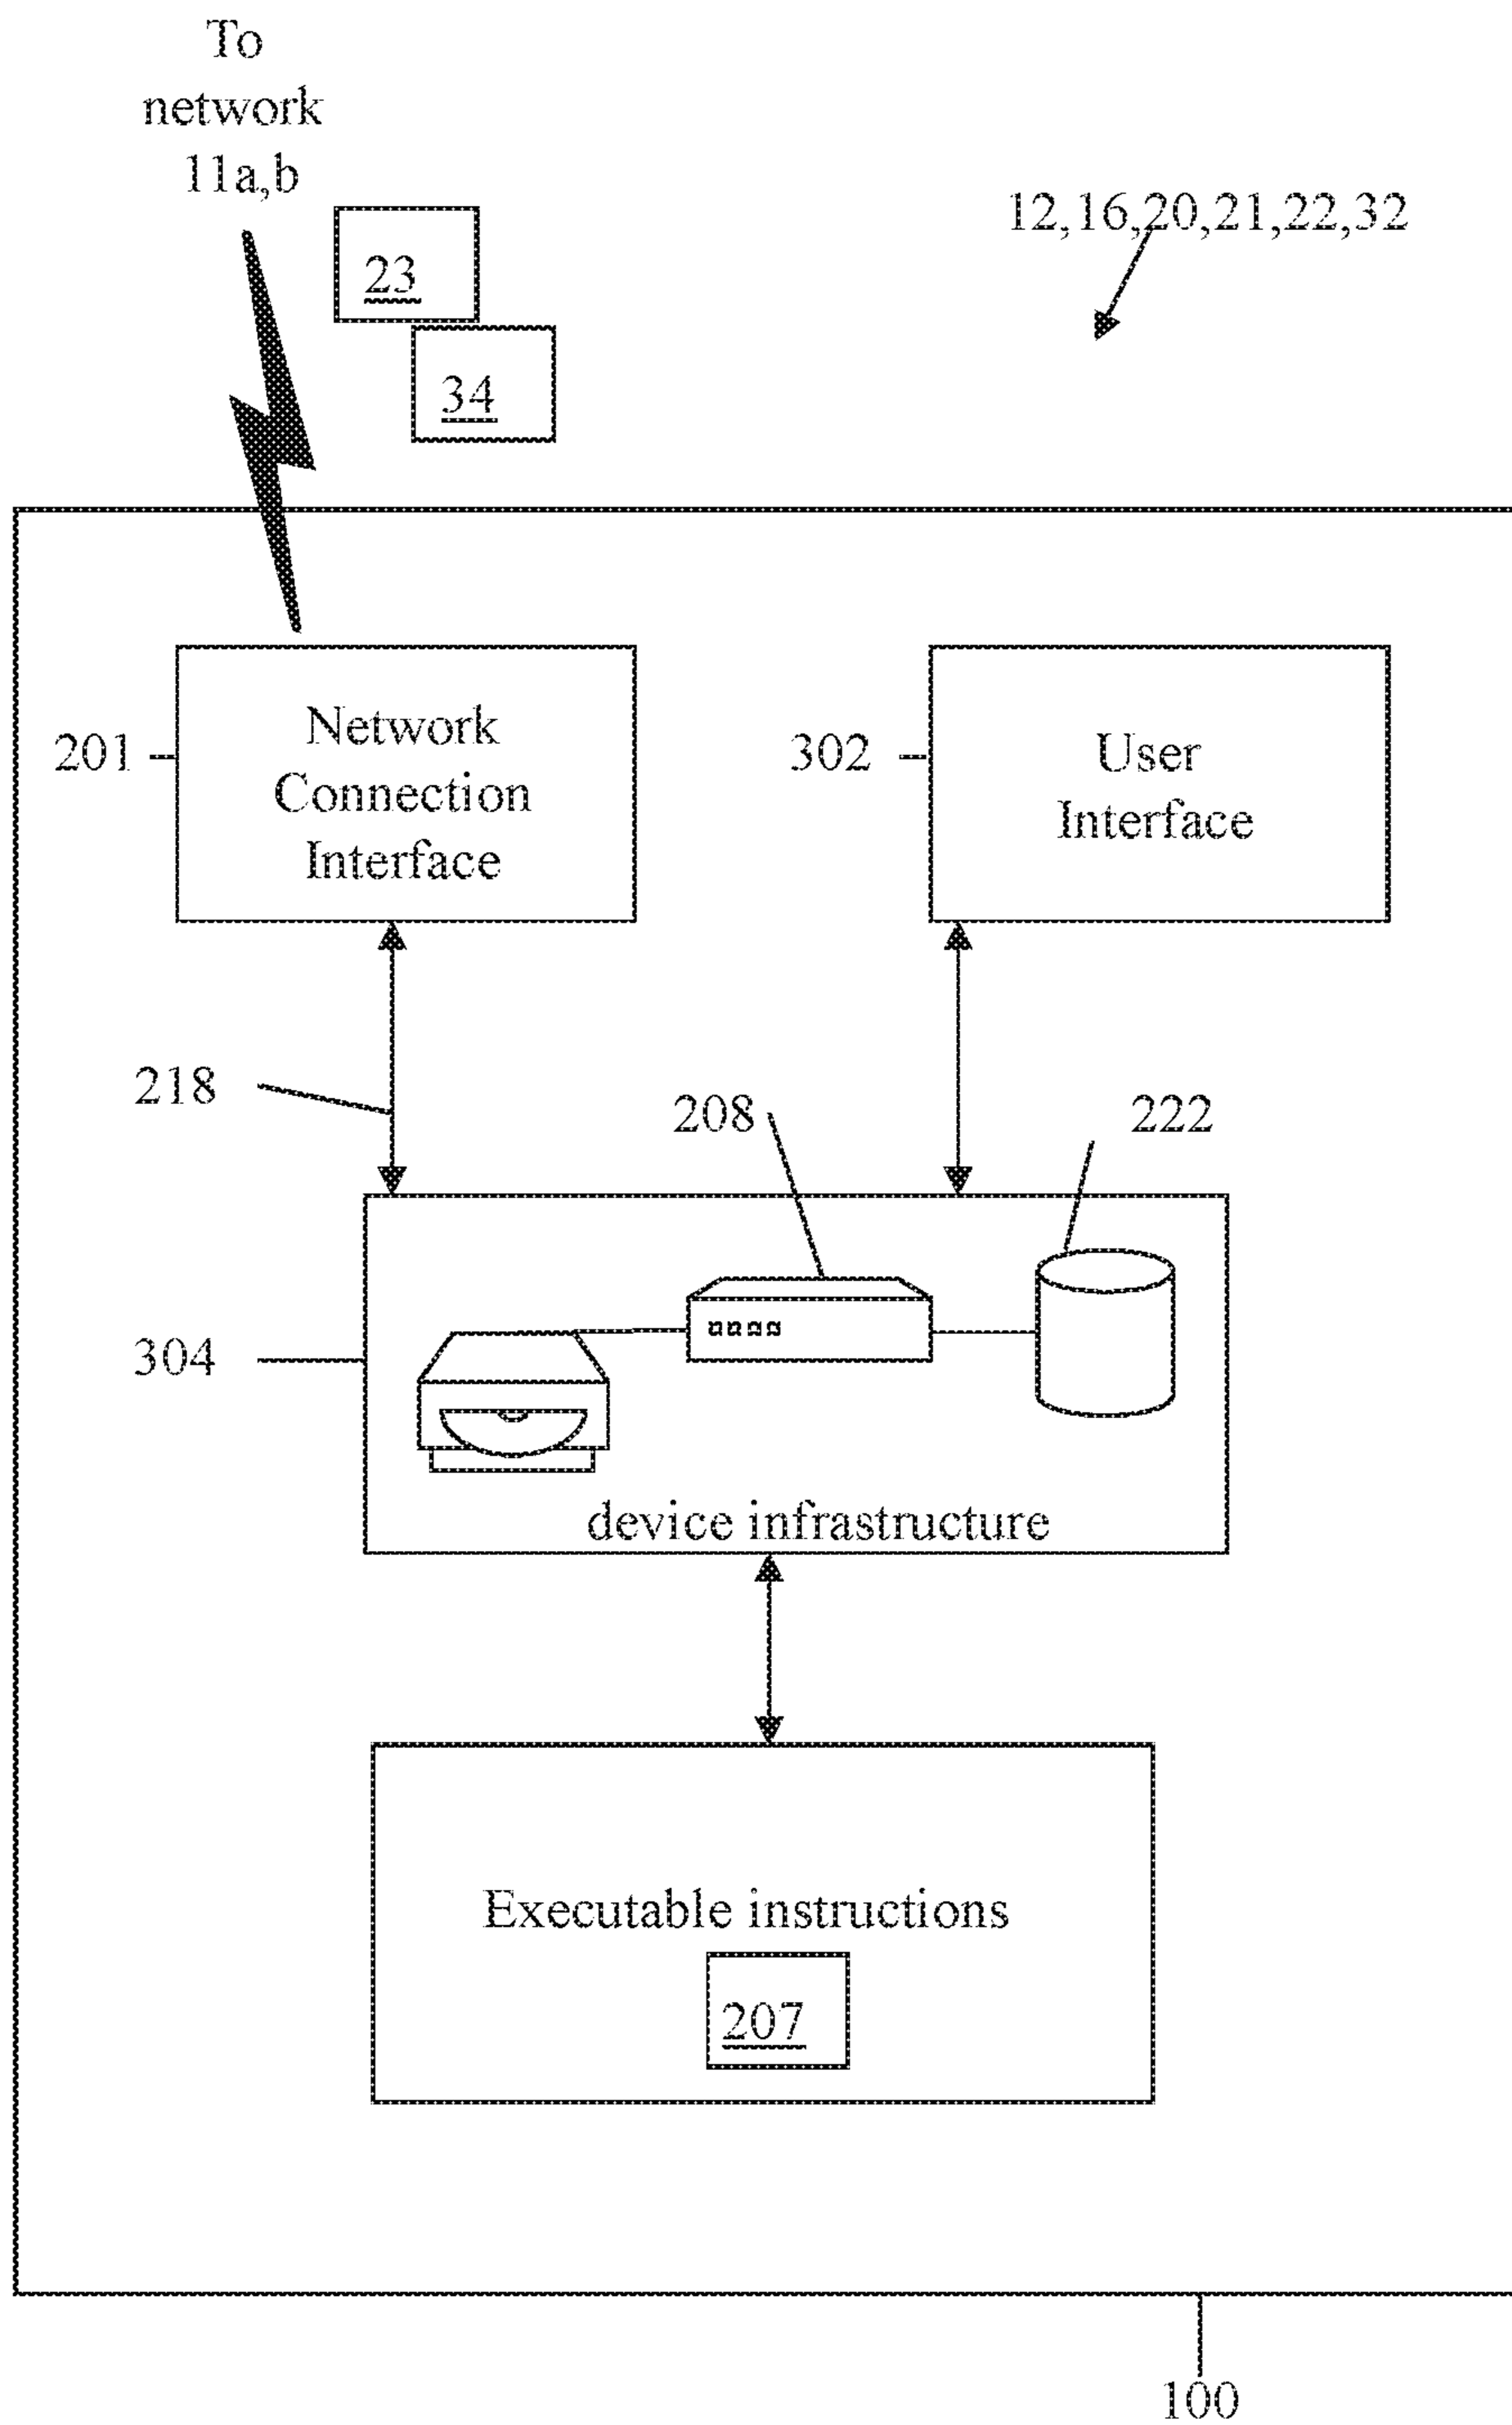 To
network
11a,b
12,16,20,21,22,32
23
34
201
Network
Connection
Interface
302
User
Interface
218
208
222
304
device infrastructure
Executable instructions
207
100